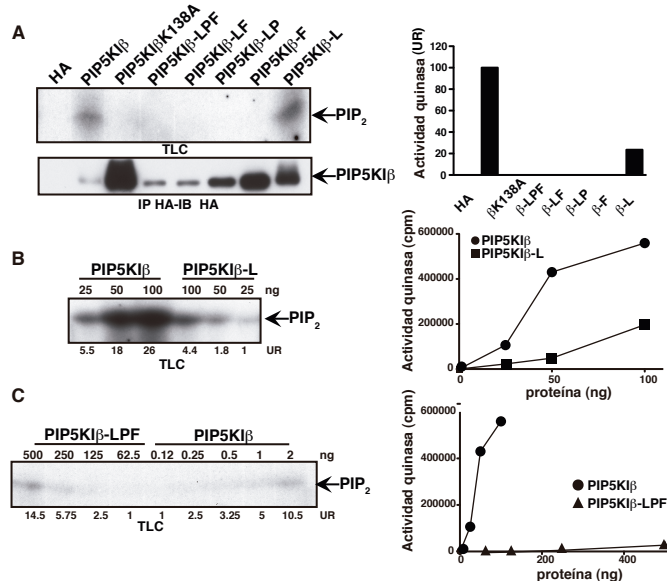 A
HA
PIP5KIβ
PIP5KIβK138A
PIP5KIβ-LPF
PIP5KIβ-LF
PIP5KIβ-LP
PIP5KIβ-F
PIP5KIβ-L
PIP2
TLC
PIP5KIβ
IP HA-IB HA
Actividad quinasa (UR)
120
100
80
60
40
20
0
HA
βK138A
β-LPF
β-LF
β-LP
β-F
β-L
B
PIP5KIβ PIP5KIβ-L
25 50 100 100 50 25 ng
PIP2
5.5 18 26 4.4 1.8 1 UR
TLC
Actividad quinasa (cpm)
PIP5KIβ
PIP5KIβ-L
600000
400000
200000
0
0 50 100
proteína (ng)
C
PIP5KIβ-LPF PIP5KIβ
500 250 125 62.5 0.12 0.25 0.5 1 2 ng
PIP2
14.5 5.75 2.5 1 1 2.5 3.25 5 10.5 UR
TLC
Actividad quinasa (cpm)
600000
400000
200000
0
PIP5KIβ
PIP5KIβ-LPF
0 200 400
proteína (ng)